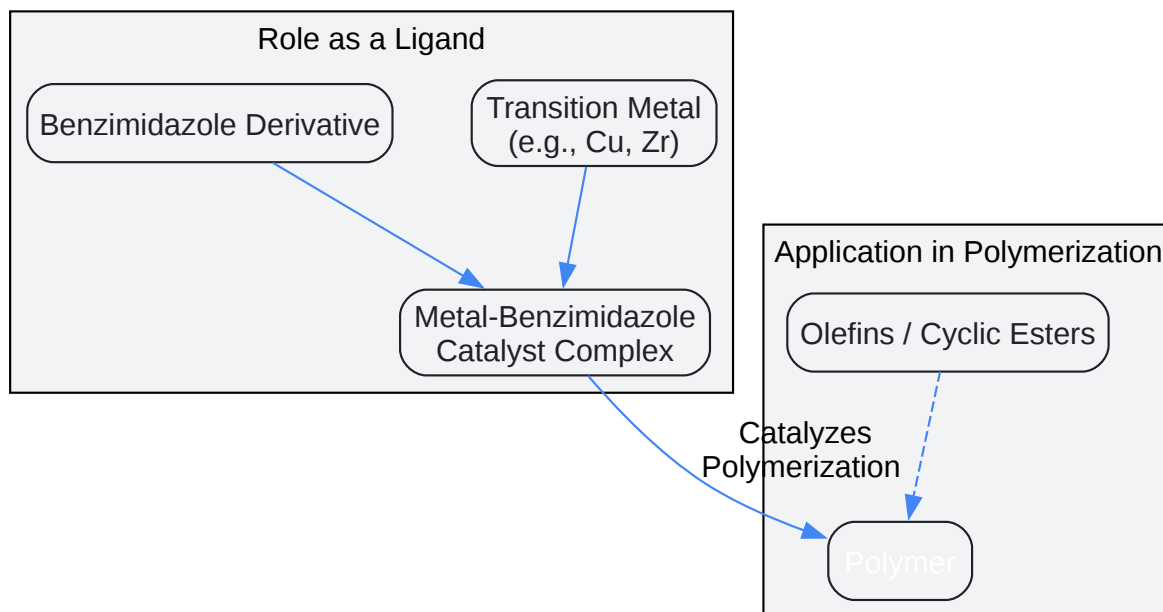 Role as a Ligand
Benzimidazole Derivative
Transition Metal
(e.g., Cu, Zr)
Metal-Benzimidazole
Catalyst Complex
Application in Polymerization
Olefins / Cyclic Esters
Catalyzes
Polymerization
Polymer